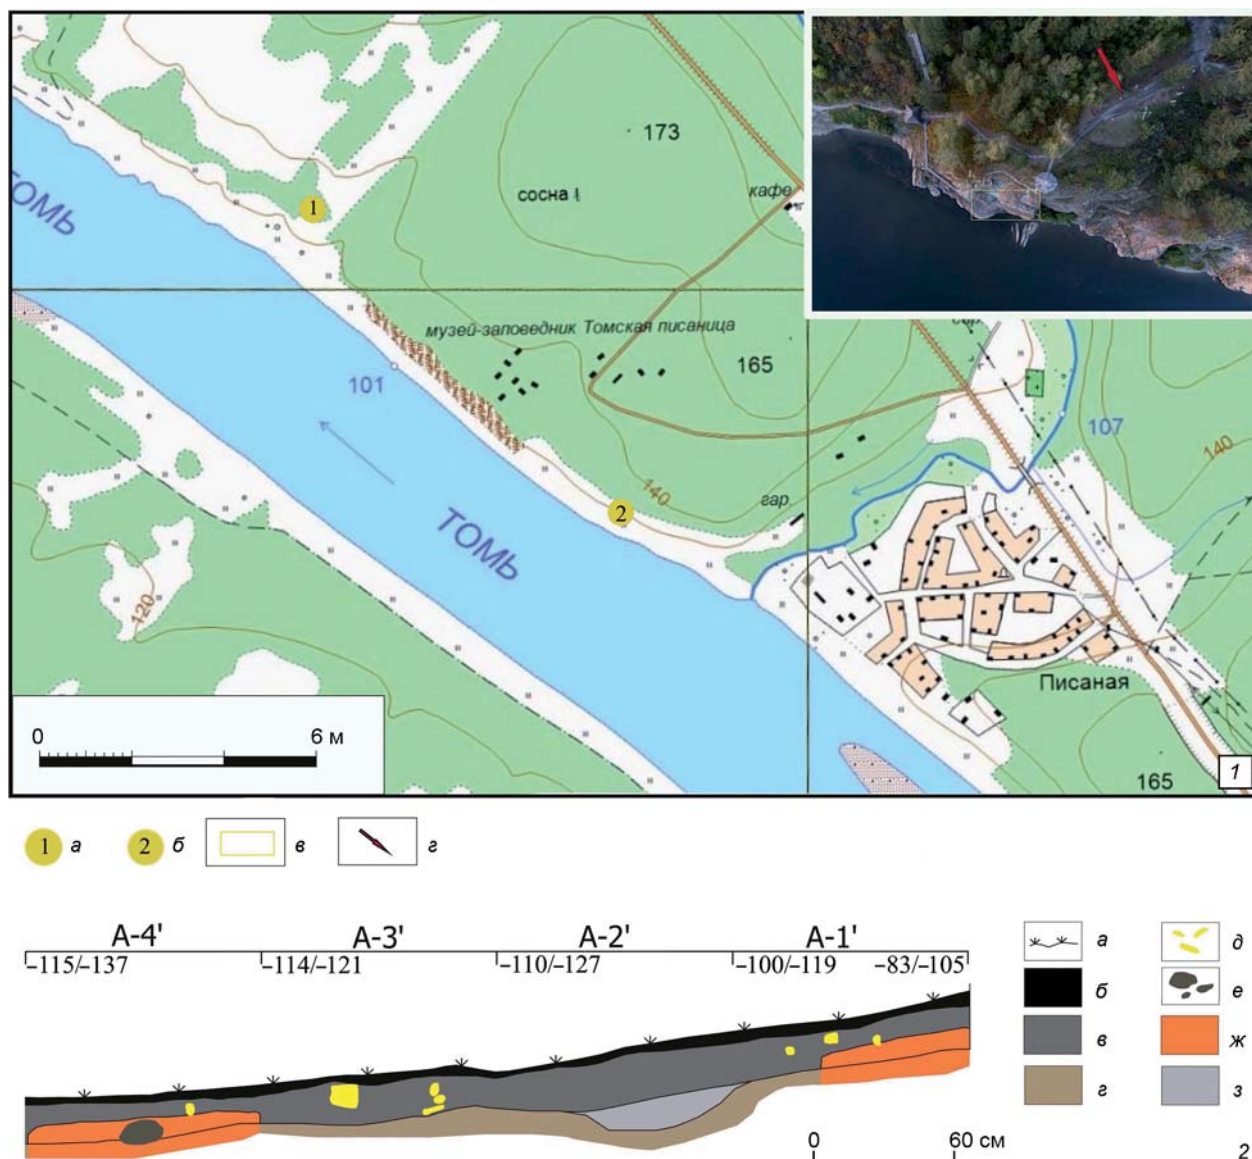 173
1
сосна
кафе
ТОМЬ
музей-заповедник Томская писаница
165
101
107
140
140
2
гар.
ТОМЬ
120
Писаная
0 6 м
165
1
1 а 2 б в г
А-4' А-3' А-2' А-1'
–115/–137 –114/–121 –110/–127 –100/–119 –83/–105
а д
б е
в ж
г з
0 60 см
2